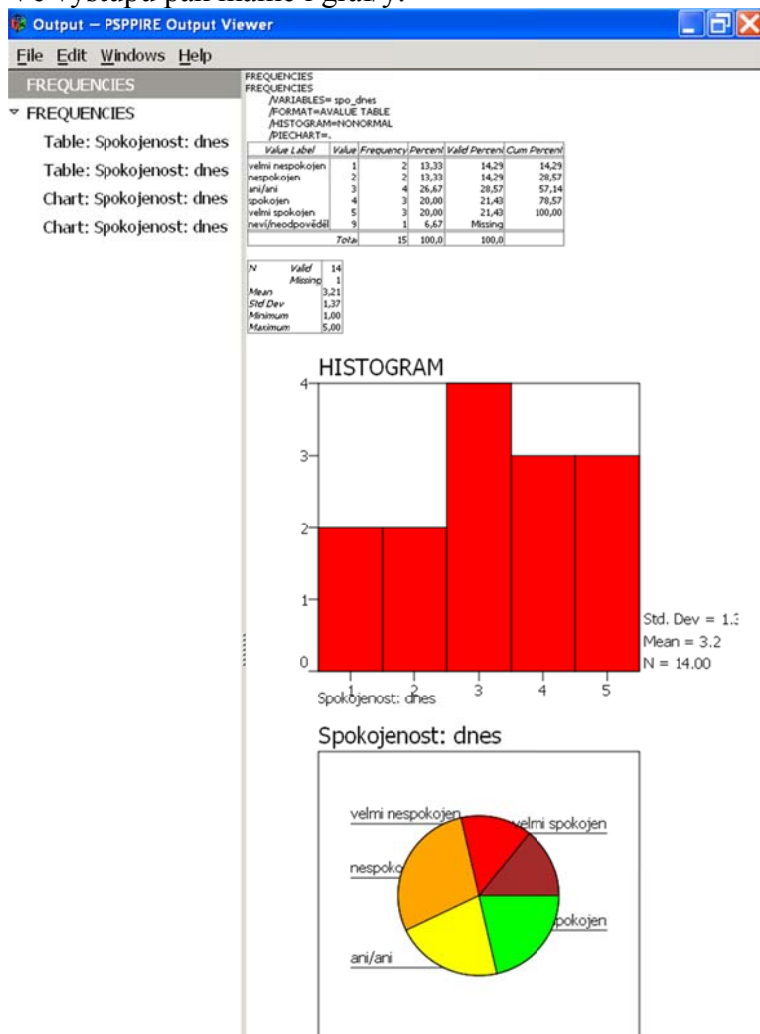 Output – PSPPIRE Output Viewer
File Edit Windows Help
FREQUENCIES
FREQUENCIES
Table: Spokojenost: dnes
Table: Spokojenost: dnes
Chart: Spokojenost: dnes
Chart: Spokojenost: dnes
FREQUENCIES
FREQUENCIES
/VARIABLES= spo_dnes
/FORMAT=AVALUE TABLE
/HISTOGRAM=NONORMAL
/PIECHART=.
Value Label Value Frequency Percent Valid Percent Cum Percent
velmi nespokojen 1 2 13,33 14,29 14,29
nespokojen 2 2 13,33 14,29 28,57
ani/ani 3 4 26,67 28,57 57,14
spokojen 4 3 20,00 21,43 78,57
velmi spokojen 5 3 20,00 21,43 100,00
neví/neodpověděl 9 1 6,67 Missing
Total 15 100,0 100,0
N Valid 14
Missing 1
Mean 3,21
Std Dev 1,37
Minimum 1,00
Maximum 5,00
HISTOGRAM
4
3
2
1
0
Std. Dev = 1.3
Mean = 3.2
N = 14.00
1 2 3 4 5
Spokojenost: dnes
Spokojenost: dnes
velmi nespokojen
velmi spokojen
nespoko
pokojen
ani/ani